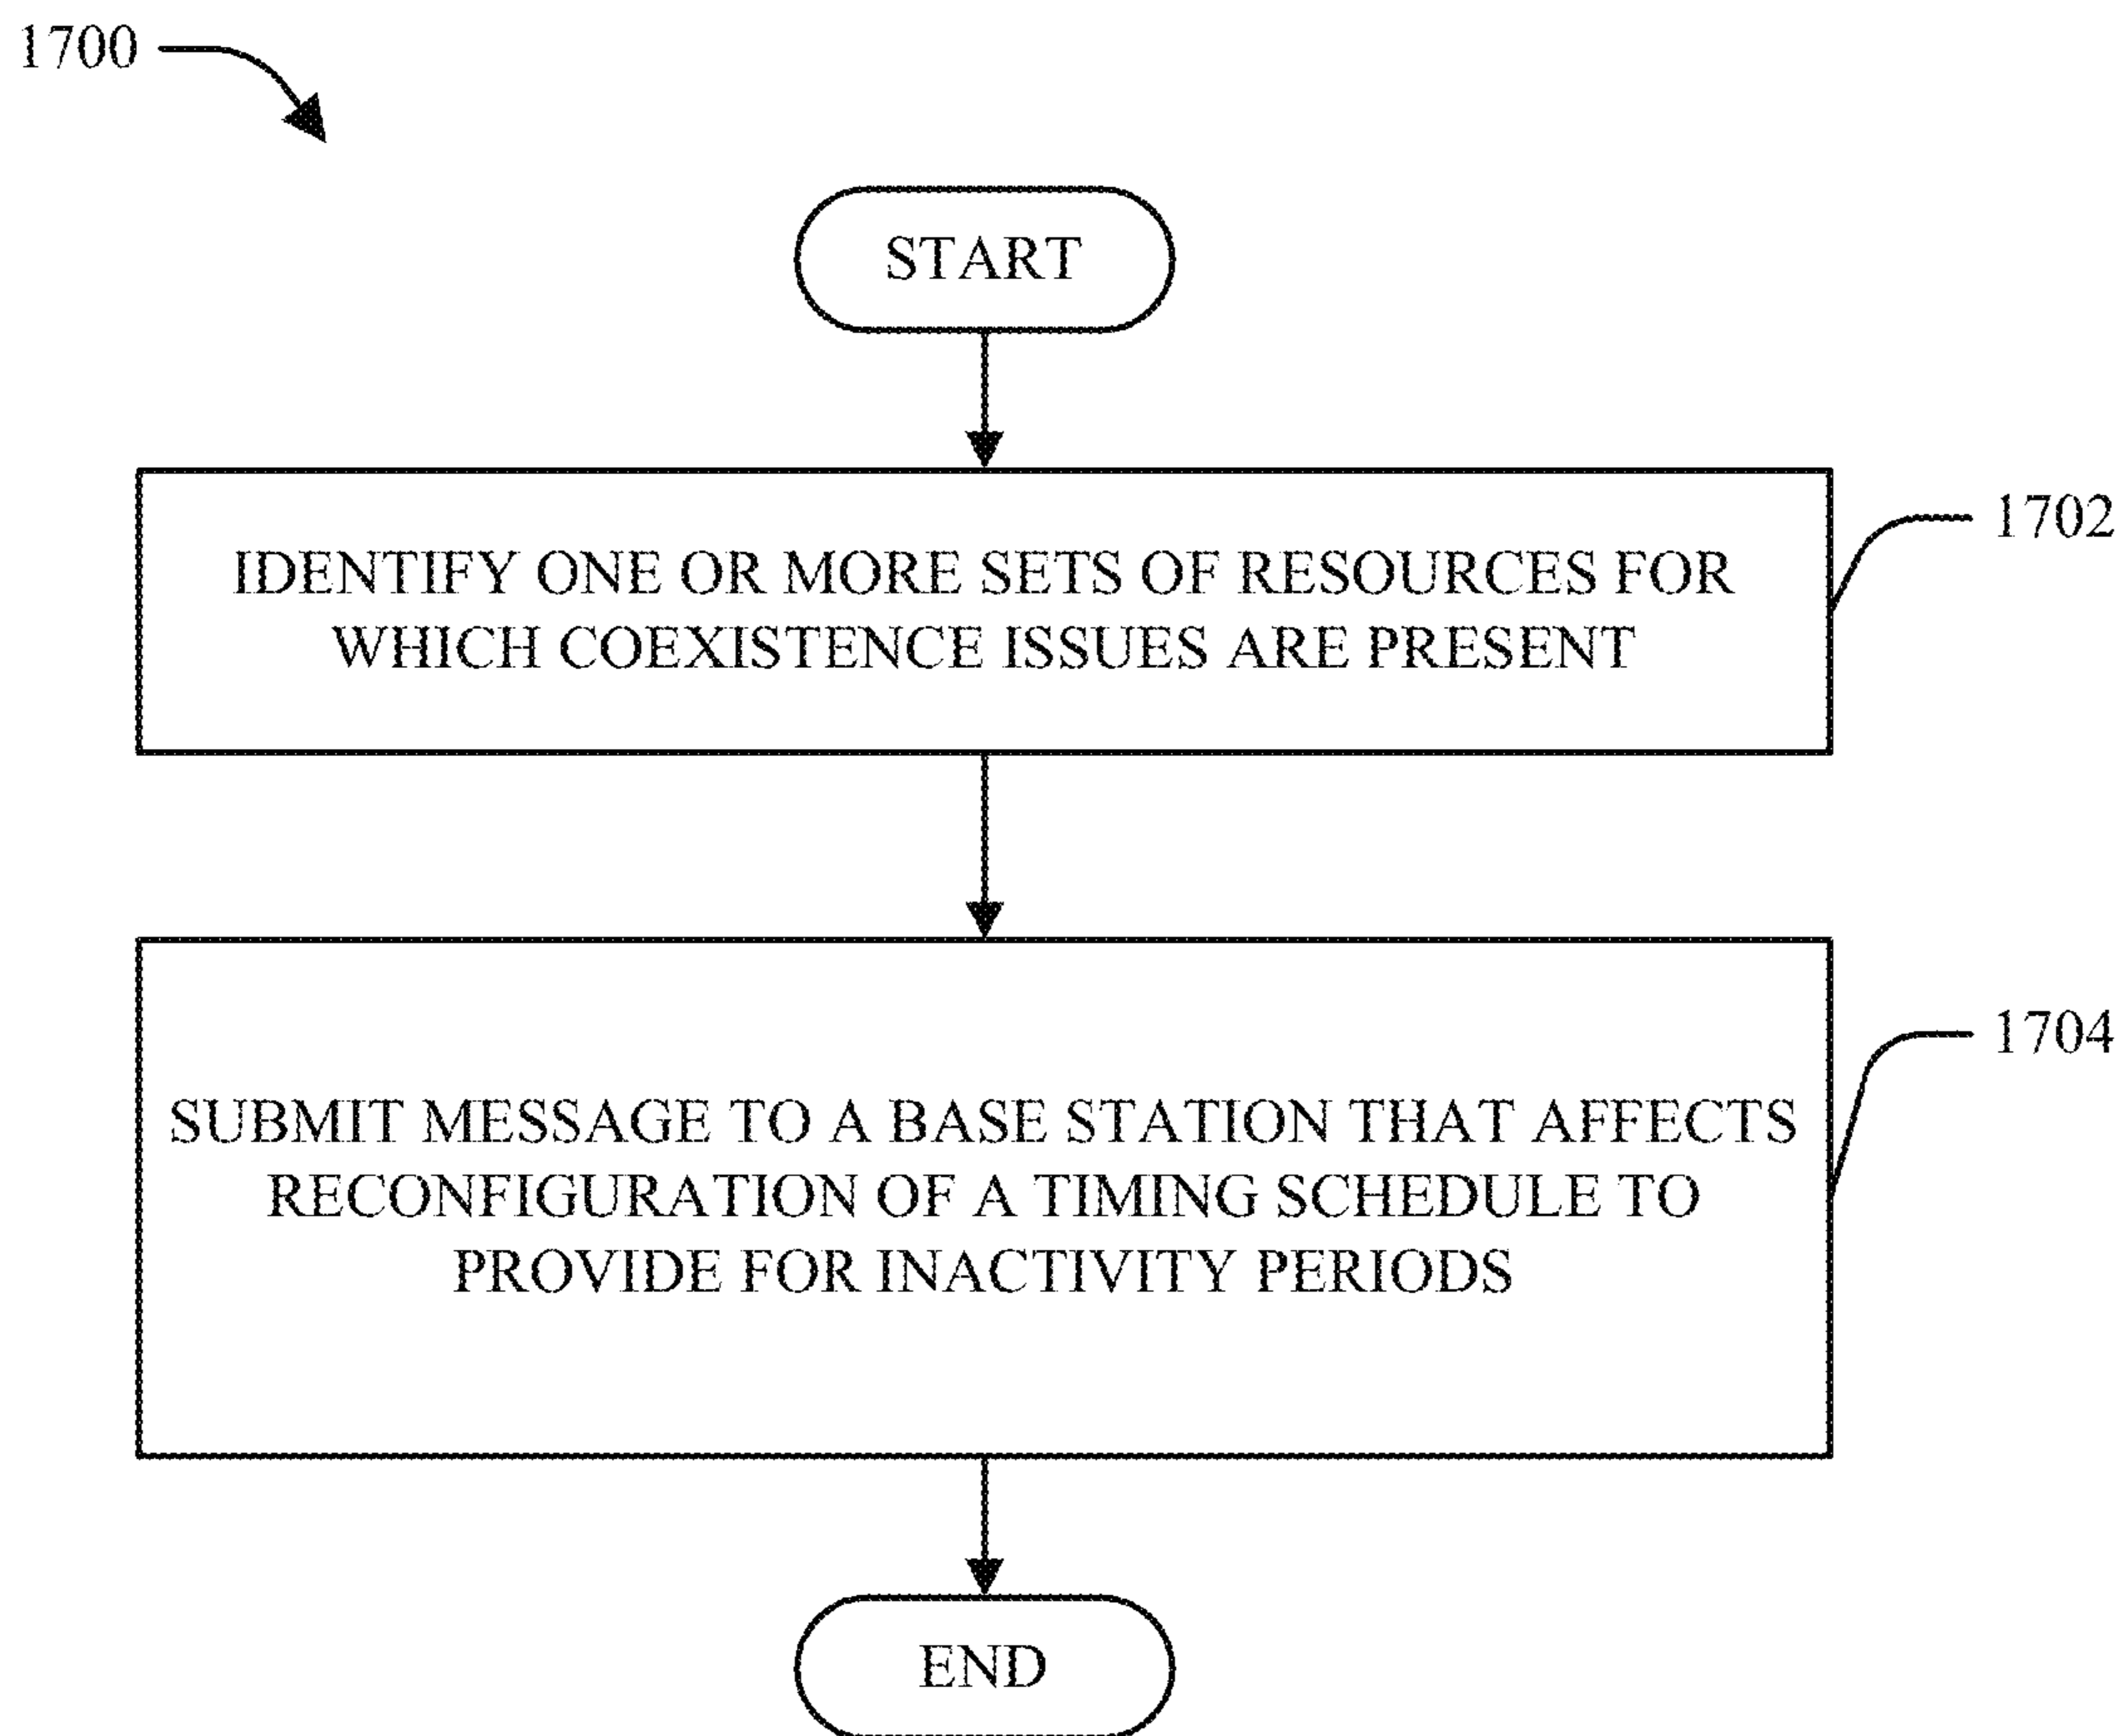 1700
START
IDENTIFY ONE OR MORE SETS OF RESOURCES FOR
WHICH COEXISTENCE ISSUES ARE PRESENT
1702
SUBMIT MESSAGE TO A BASE STATION THAT AFFECTS
RECONFIGURATION OF A TIMING SCHEDULE TO
PROVIDE FOR INACTIVITY PERIODS
1704
END